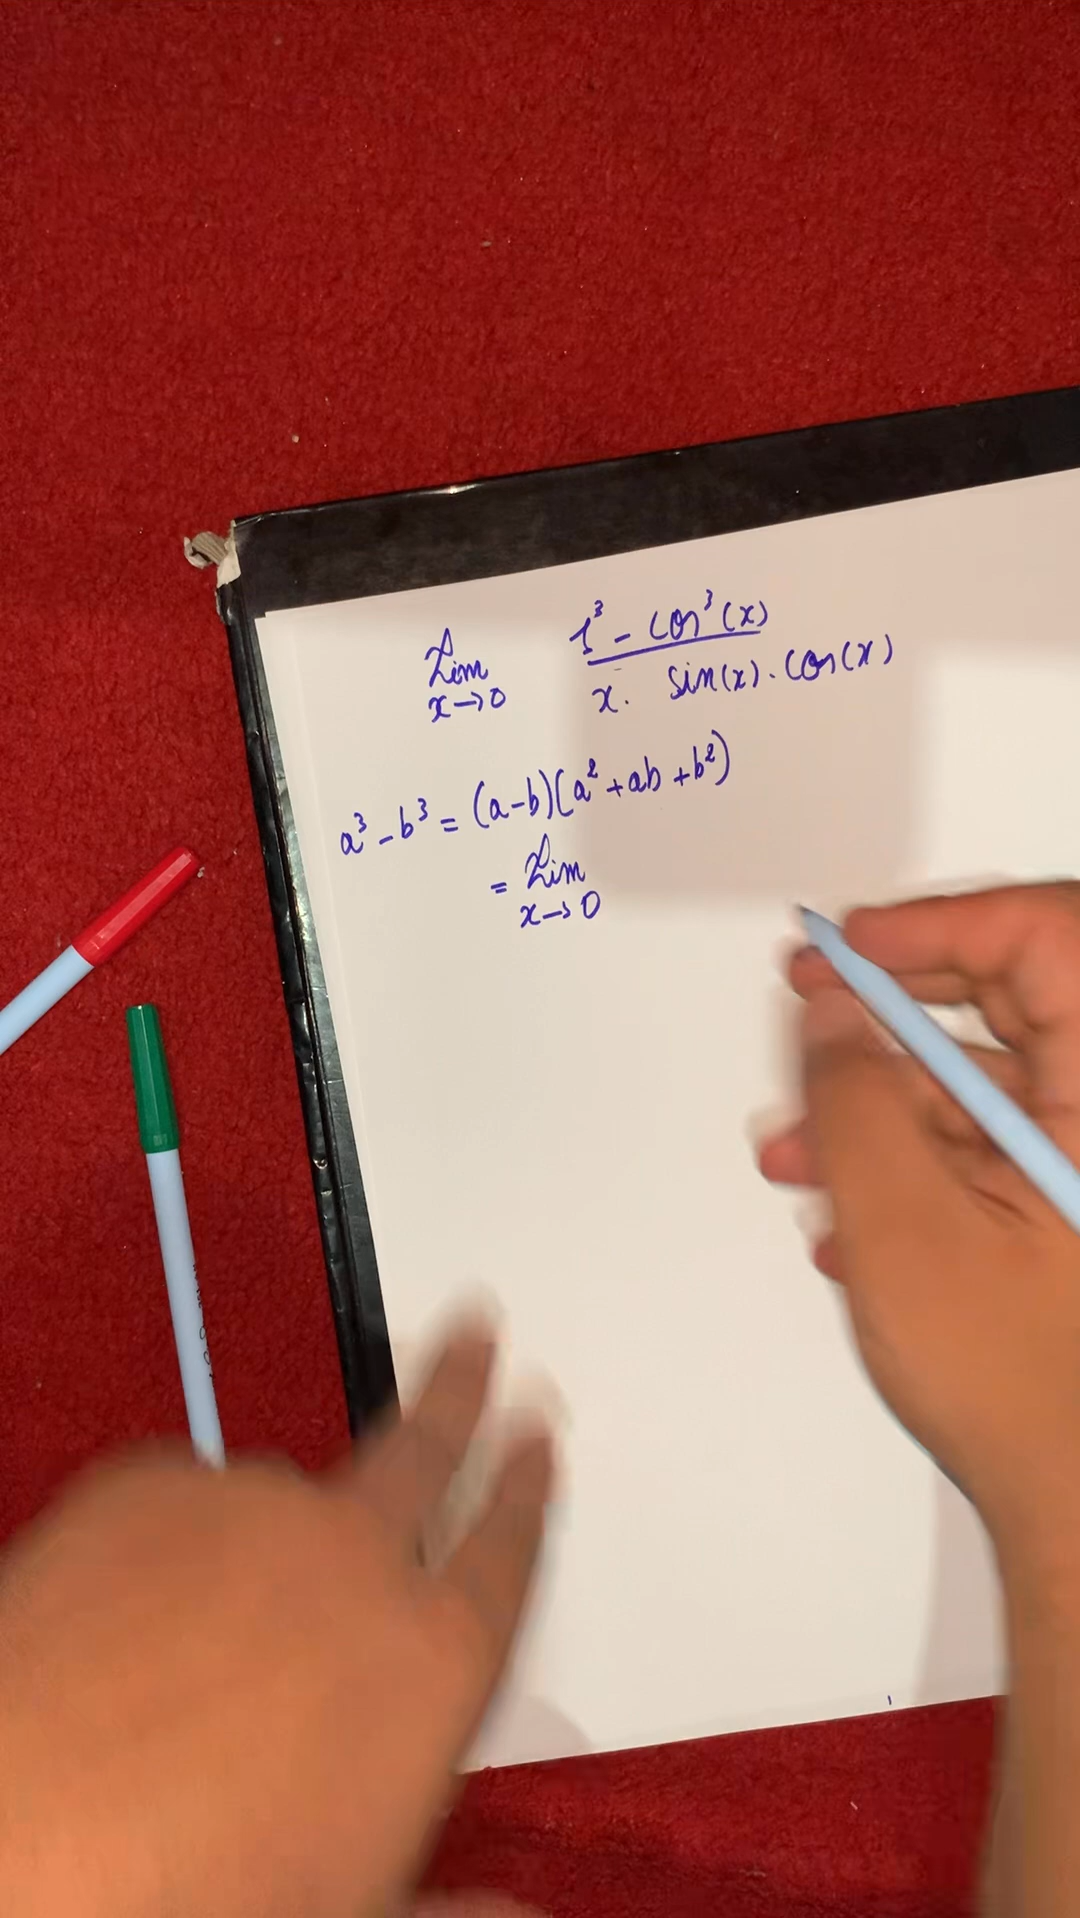 Lim 1³ - cos³(x)
x→0 x. sin(x). cos(x)
a³ - b³ = (a-b)(a² + ab + b²)
= Lim
x→0